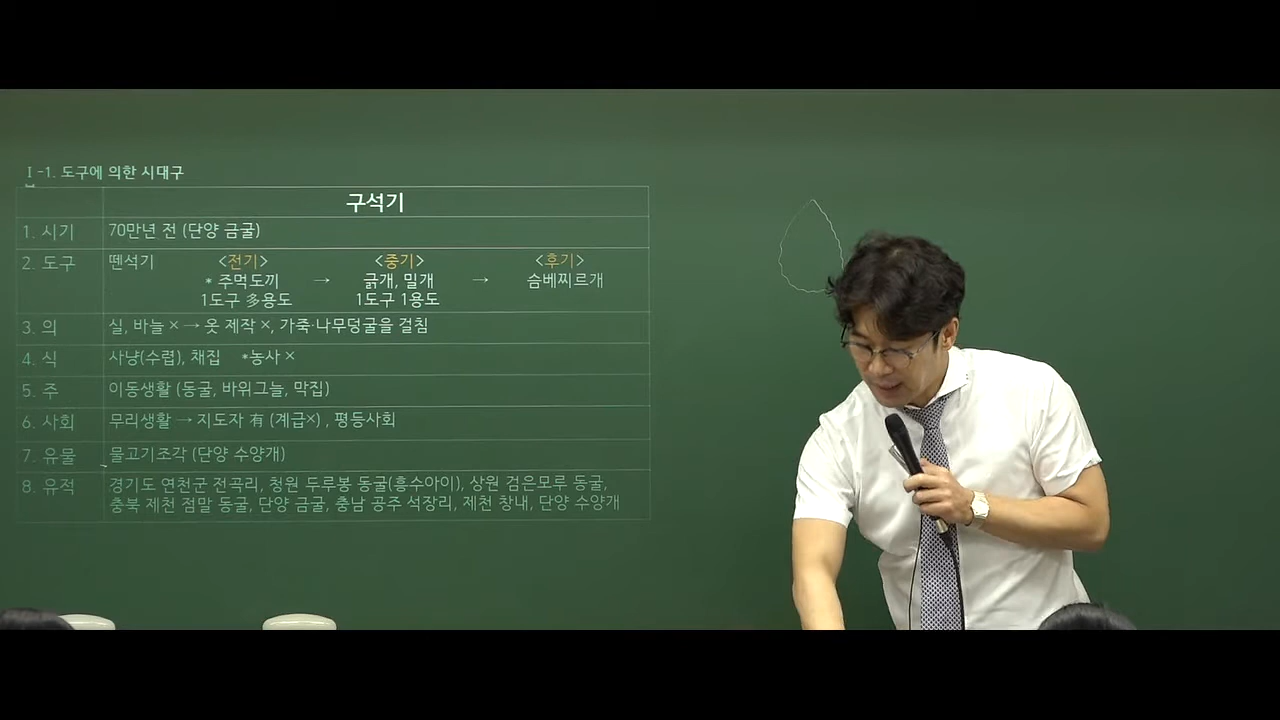 Ⅰ-1. 도구에 의한 시대구
구석기
1. 시기 70만년 전 (단양 금굴)
2. 도구 뗀석기 <전기> <중기> <후기>
* 주먹도끼 → 긁개, 밀개 → 슴베찌르개
1도구 多용도 1도구 1용도
3. 의 실, 바늘 × → 옷 제작 ×, 가죽·나무덩굴을 걸침
4. 식 사냥(수렵), 채집 *농사 ×
5. 주 이동생활 (동굴, 바위그늘, 막집)
6. 사회 무리생활 → 지도자 有 (계급×) , 평등사회
7. 유물 물고기조각 (단양 수양개)
8. 유적 경기도 연천군 전곡리, 청원 두루봉 동굴(흥수아이), 상원 검은모루 동굴,
충북 제천 점말 동굴, 단양 금굴, 충남 공주 석장리, 제천 창내, 단양 수양개